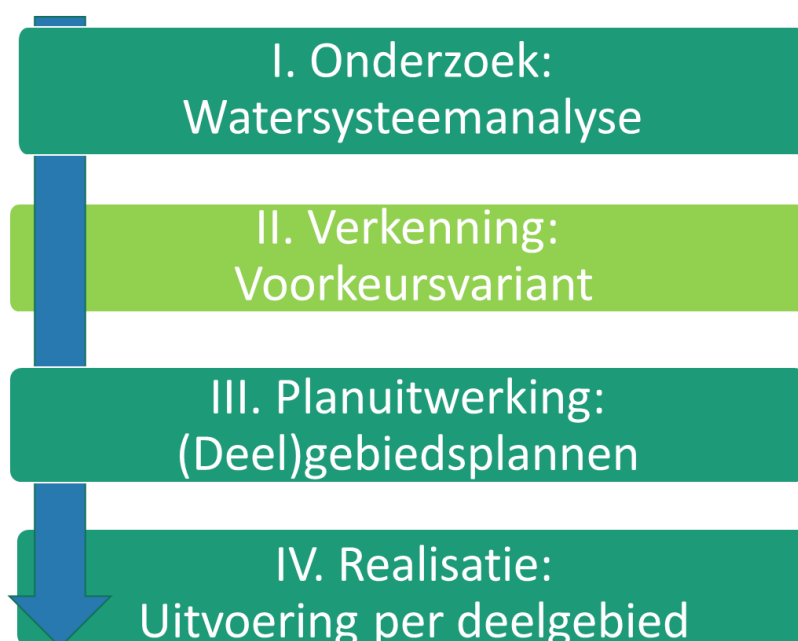 I. Onderzoek:
Watersysteemanalyse
II. Verkenning:
Voorkeursvariant
III. Planuitwerking:
(Deel)gebiedsplannen
IV. Realisatie:
Uitvoering per deelgebied